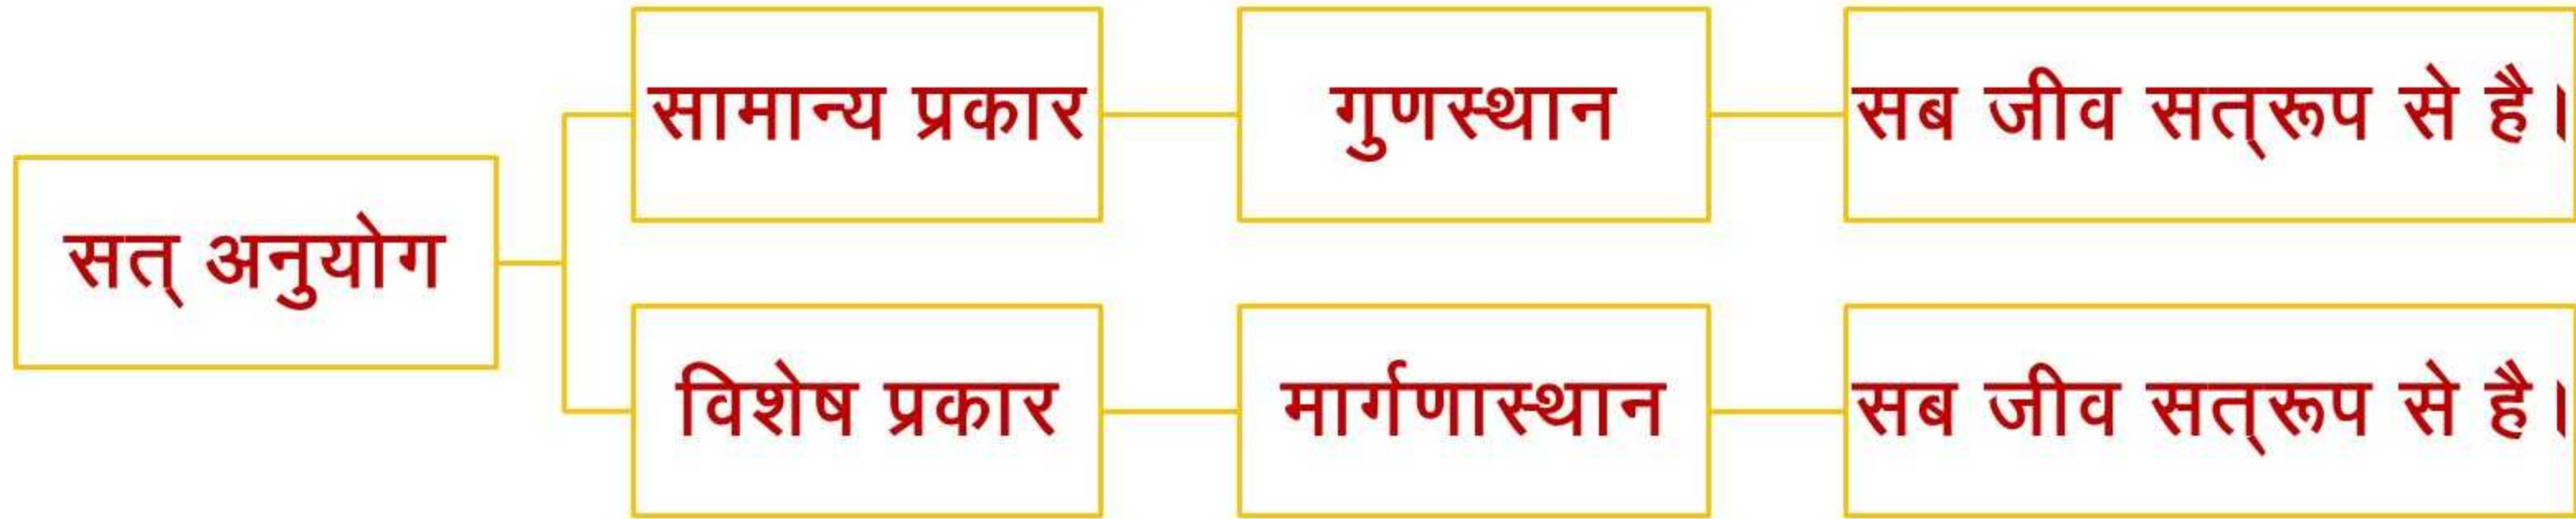 सत् अनुयोग
सामान्य प्रकार
गुणस्थान
सब जीव सत्‌रूप से है।
विशेष प्रकार
मार्गणास्थान
सब जीव सत्‌रूप से है।